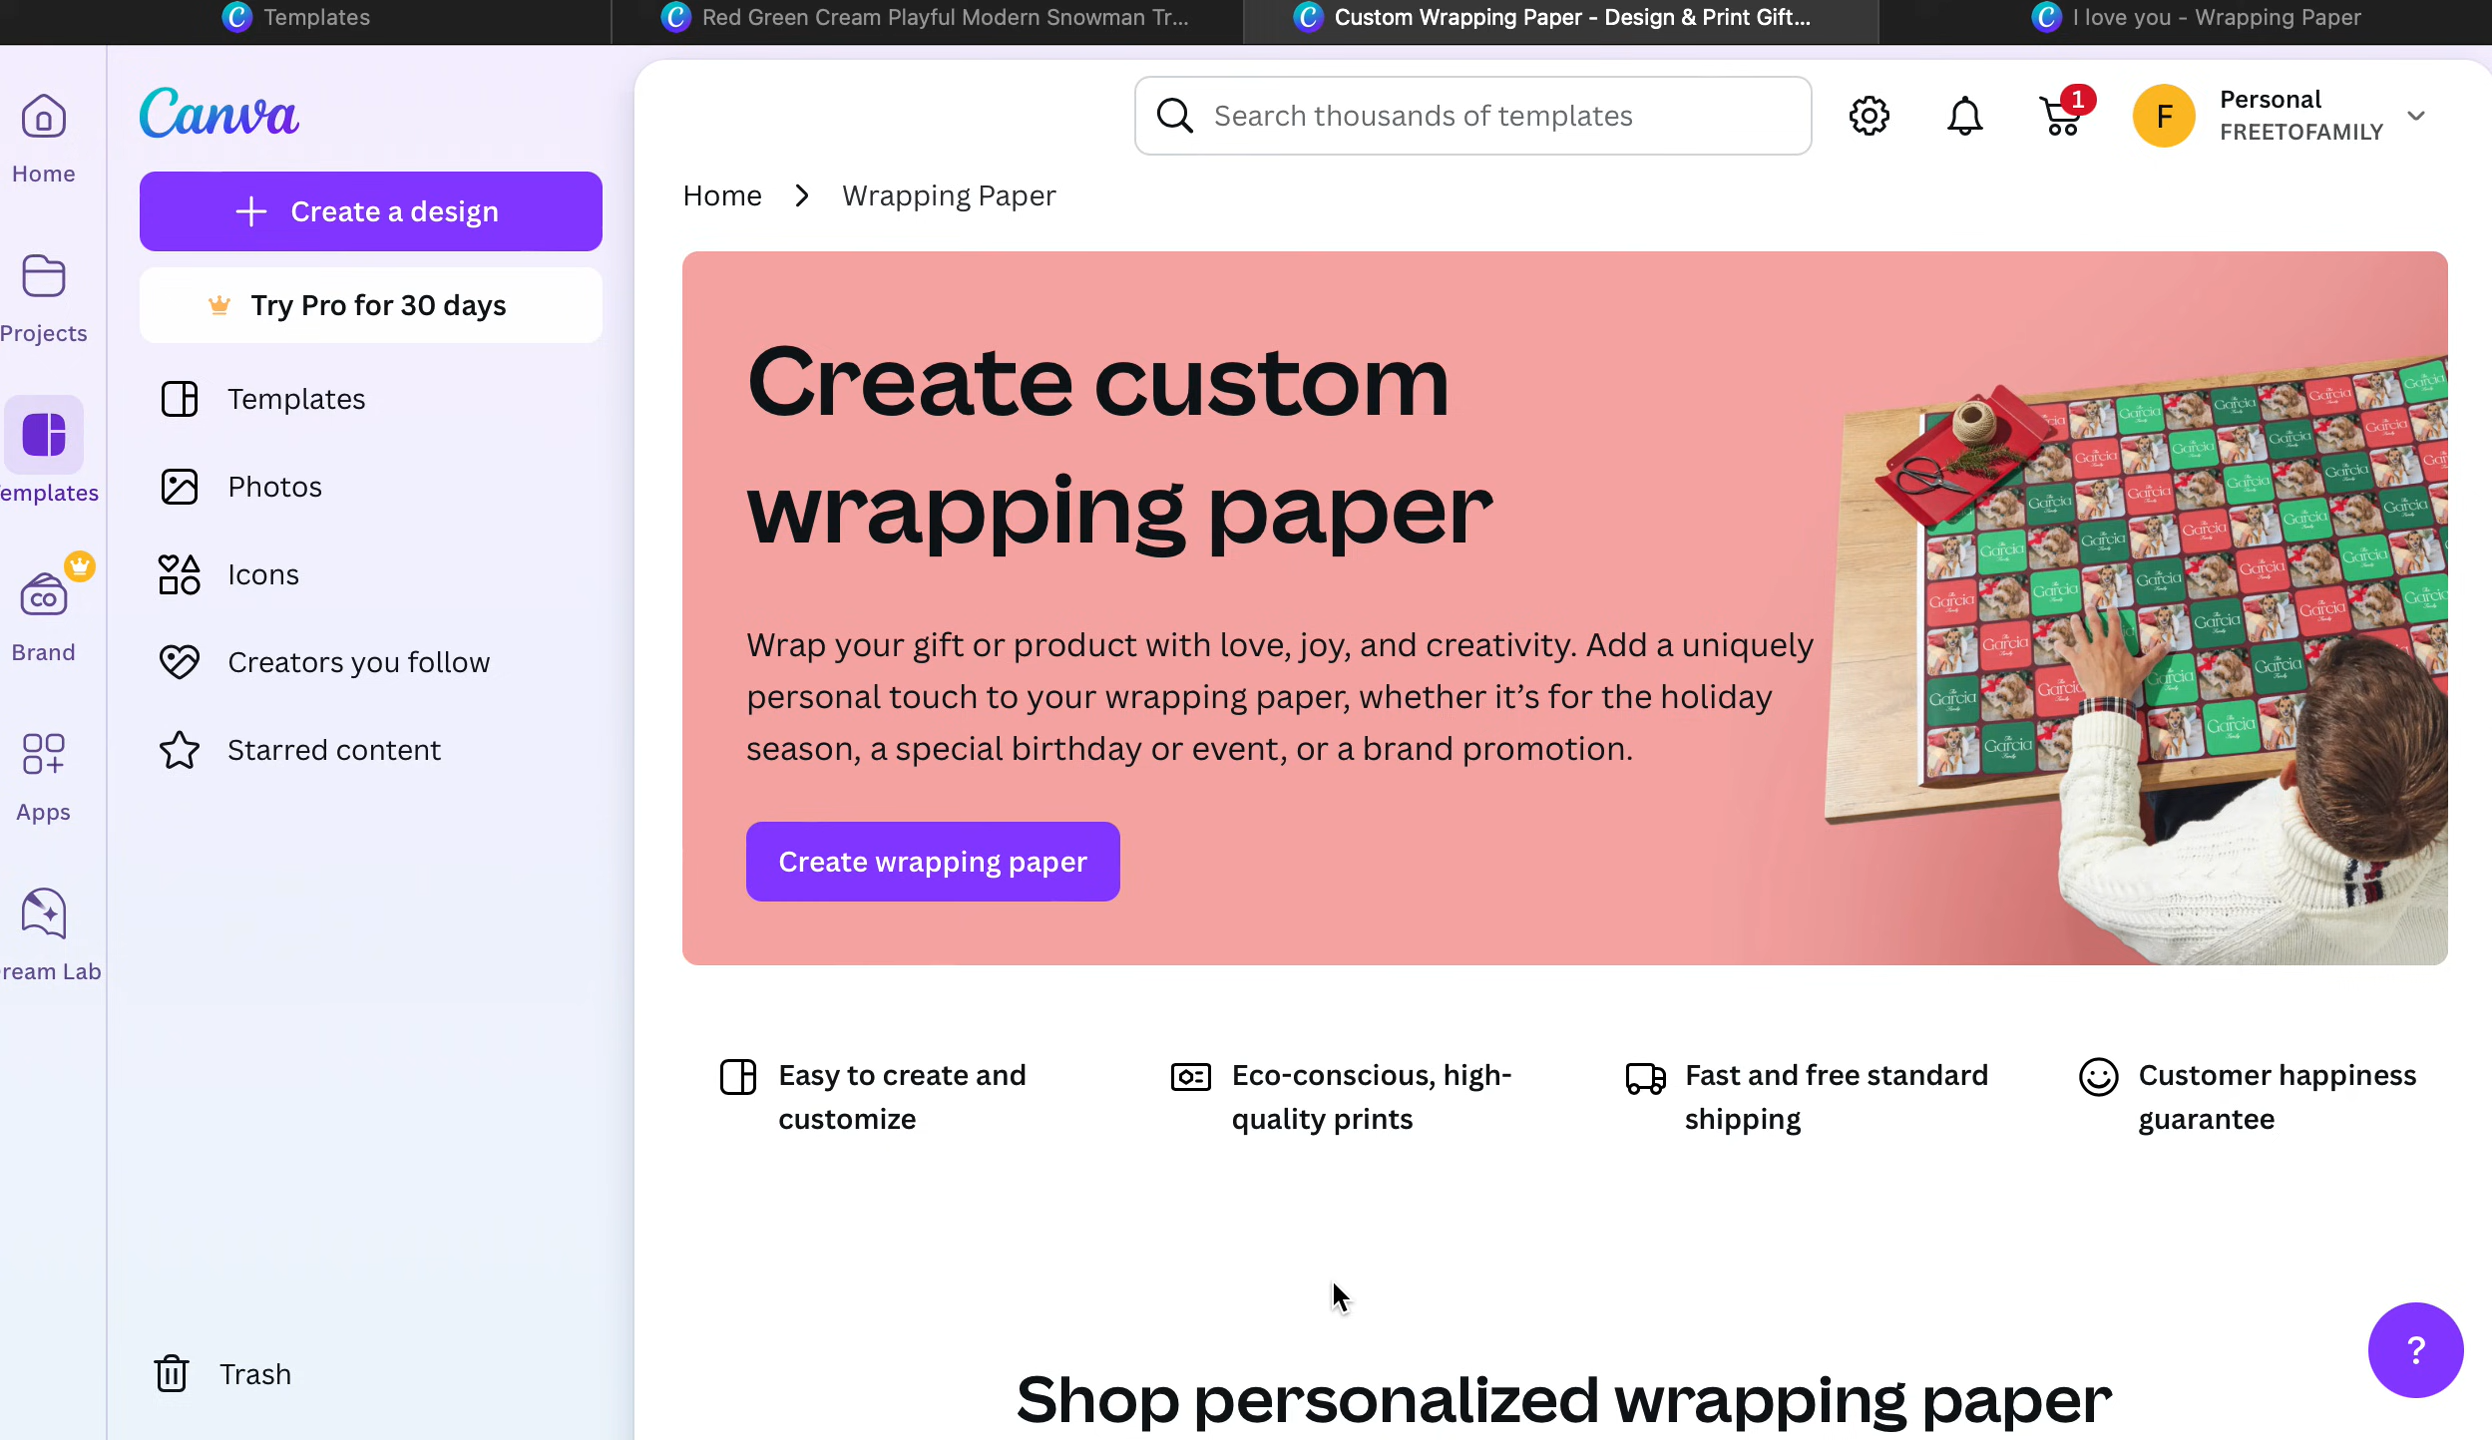 Templates
Red Green Cream Playful Modern Snowman Tr...
Custom Wrapping Paper - Design & Print Gift...
I love you - Wrapping Paper
Home
Projects
emplates
Brand
Apps
ream Lab
Canva
Create a design
Try Pro for 30 days
Templates
Photos
Icons
Creators you follow
Starred content
Trash
Search thousands of templates
1
F
Personal
FREETOFAMILY
Home
Wrapping Paper
Create custom
wrapping paper
Wrap your gift or product with love, joy, and creativity. Add a uniquely
personal touch to your wrapping paper, whether it’s for the holiday
season, a special birthday or event, or a brand promotion.
Create wrapping paper
The Garcia Family
Easy to create and
customize
Eco-conscious, high-
quality prints
Fast and free standard
shipping
Customer happiness
guarantee
Shop personalized wrapping paper
?